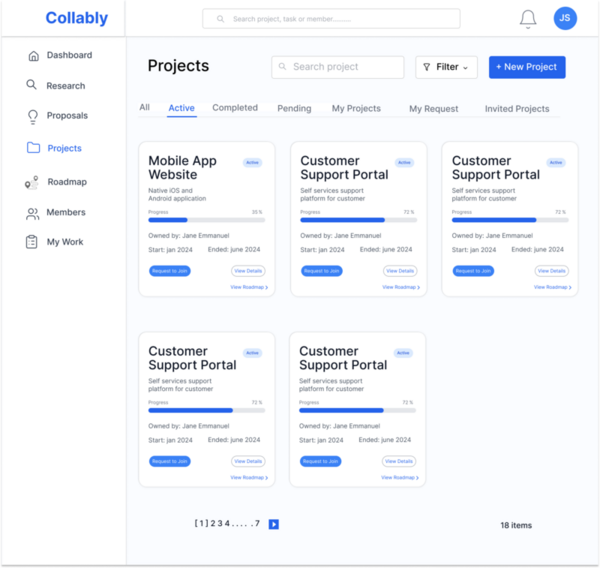 Collably
Search project, task or member.........
JS
Dashboard
Research
Proposals
Projects
Roadmap
Members
My Work
Projects
Search project
Filter
+ New Project
All
Active
Completed
Pending
My Projects
My Request
Invited Projects
Mobile App
Website
Active
Native iOS and
Android application
Progress
35 %
Owned by: Jane Emmanuel
Start: jan 2024
Ended: june 2024
Request to Join
View Details
View Roadmap
Customer
Support Portal
Active
Self services support
platform for customer
Progress
72 %
Owned by: Jane Emmanuel
Start: jan 2024
Ended: june 2024
Request to Join
View Details
View Roadmap
Customer
Support Portal
Active
Self services support
platform for customer
Progress
72 %
Owned by: Jane Emmanuel
Start: jan 2024
Ended: june 2024
Request to Join
View Details
View Roadmap
Customer
Support Portal
Active
Self services support
platform for customer
Progress
72 %
Owned by: Jane Emmanuel
Start: jan 2024
Ended: june 2024
Request to Join
View Details
View Roadmap
Customer
Support Portal
Active
Self services support
platform for customer
Progress
72 %
Owned by: Jane Emmanuel
Start: jan 2024
Ended: june 2024
Request to Join
View Details
View Roadmap
[ 1 ] 2 3 4 . . . . . 7
18 items